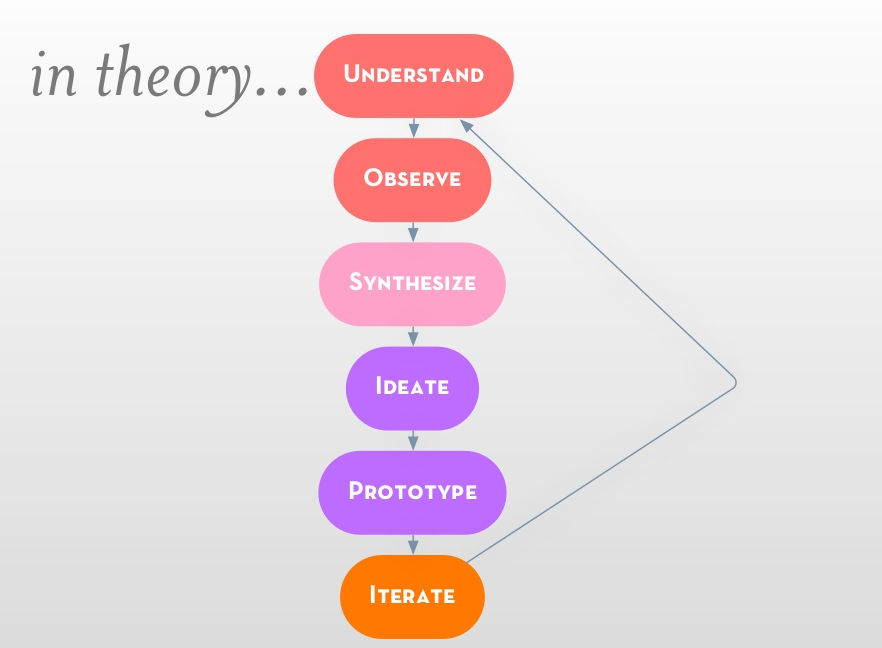 in theory...
Understand
Observe
Synthesize
Ideate
Prototype
Iterate